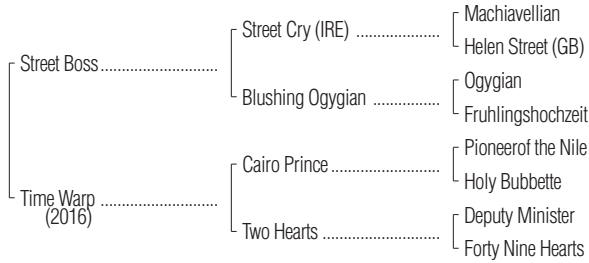 Machiavellian
Street Cry (IRE) ....................
Helen Street (GB)
Street Boss............................
Ogygian
Blushing Ogygian ................
Fruhlingshochzeit
Pioneerof the Nile
Cairo Prince..........................
Holy Bubbette
Time Warp ............................
(2016)
Deputy Minister
Two Hearts ............................
Forty Nine Hearts